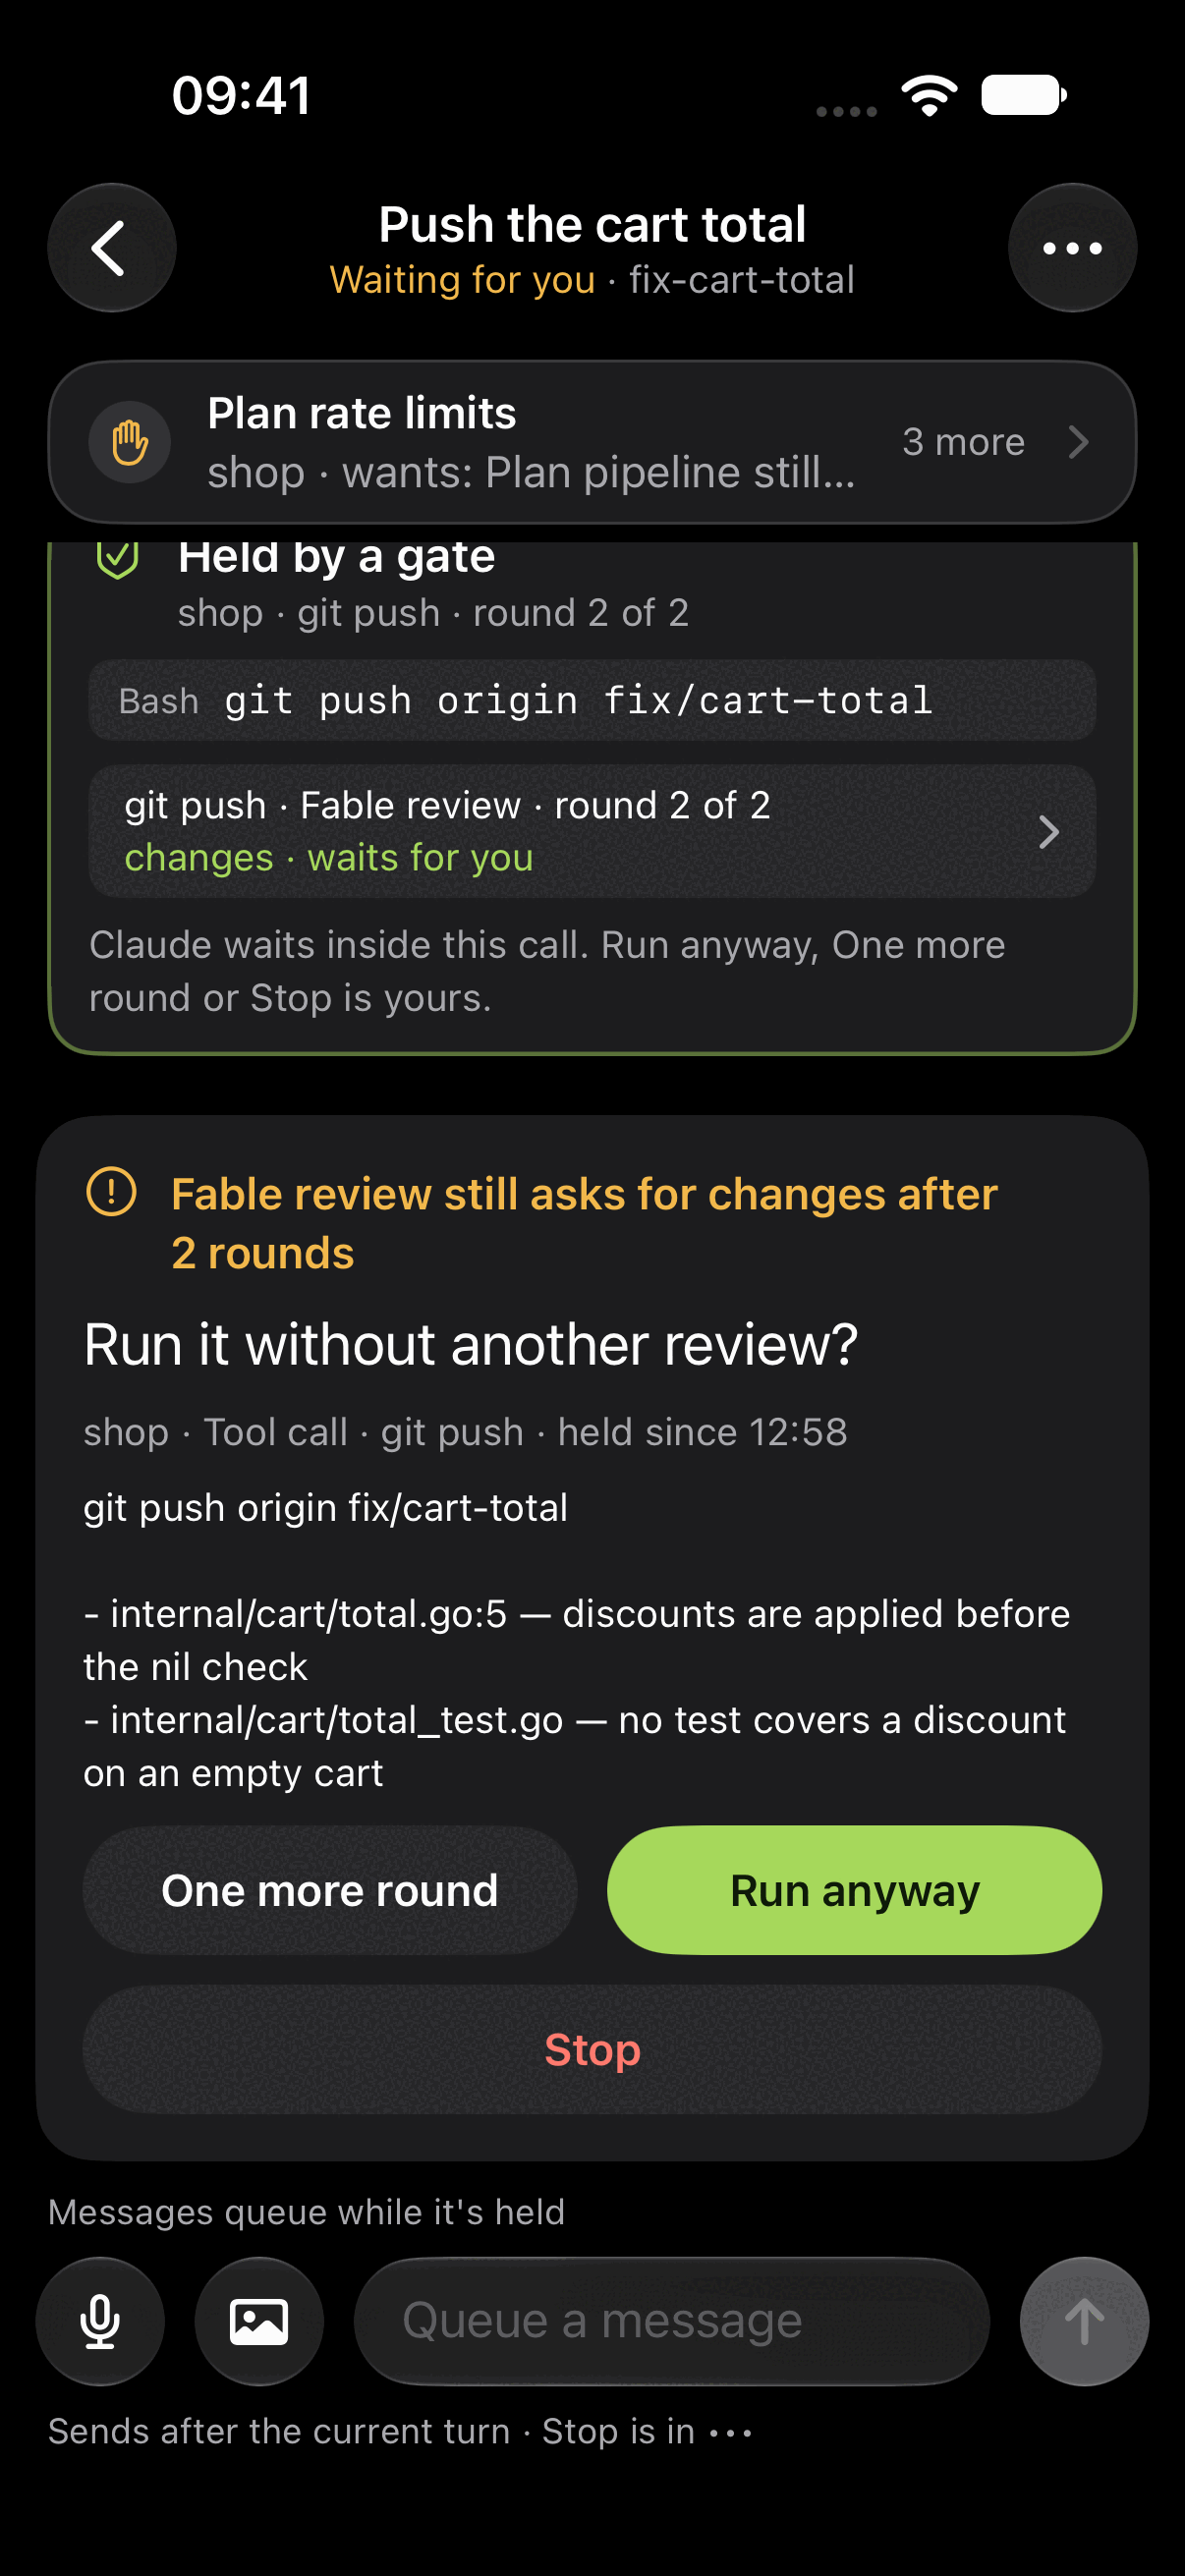 09:41
Push the cart total
Waiting for you · fix-cart-total
Plan rate limits
shop · wants: Plan pipeline still...
3 more
Held by a gate
shop · git push · round 2 of 2
Bash git push origin fix/cart-total
git push · Fable review · round 2 of 2
changes · waits for you
Claude waits inside this call. Run anyway, One more
round or Stop is yours.
Fable review still asks for changes after
2 rounds
Run it without another review?
shop · Tool call · git push · held since 12:58
git push origin fix/cart-total
- internal/cart/total.go:5 — discounts are applied before
the nil check
- internal/cart/total_test.go — no test covers a discount
on an empty cart
One more round
Run anyway
Stop
Messages queue while it's held
Queue a message
Sends after the current turn · Stop is in •••